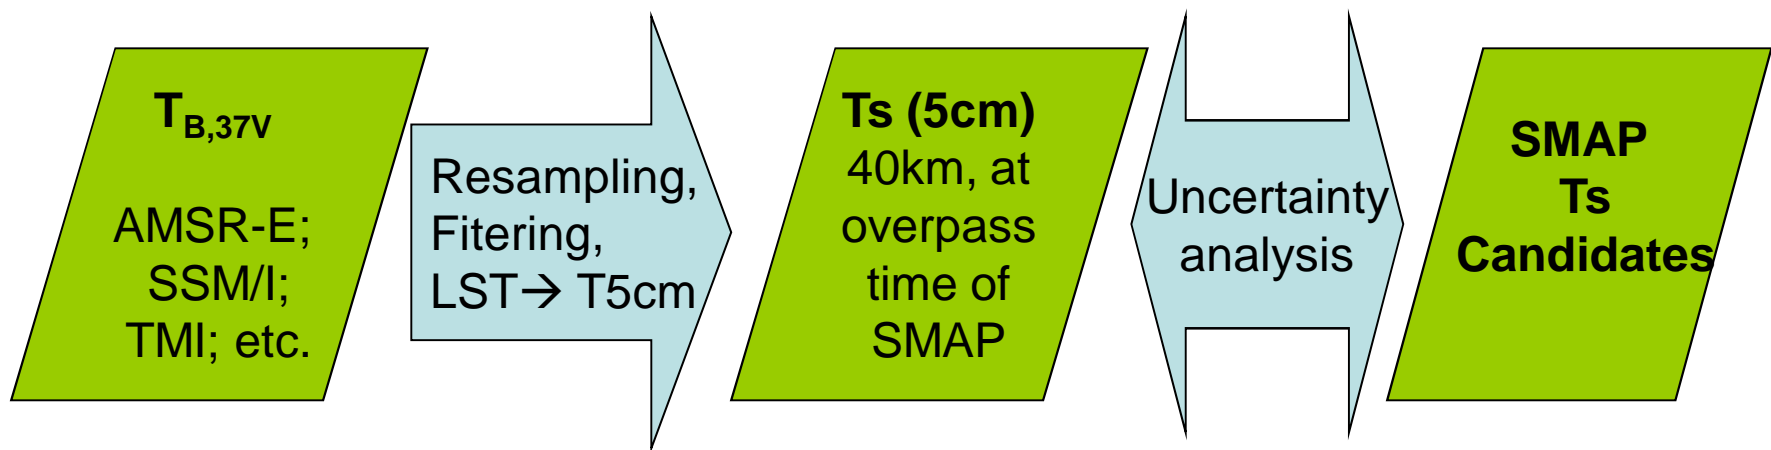 T_B,37V
AMSR-E;
SSM/I;
TMI; etc.
Resampling,
Fitering,
LST→ T5cm
Ts (5cm)
40km, at
overpass
time of
SMAP
Uncertainty
analysis
SMAP
Ts
Candidates